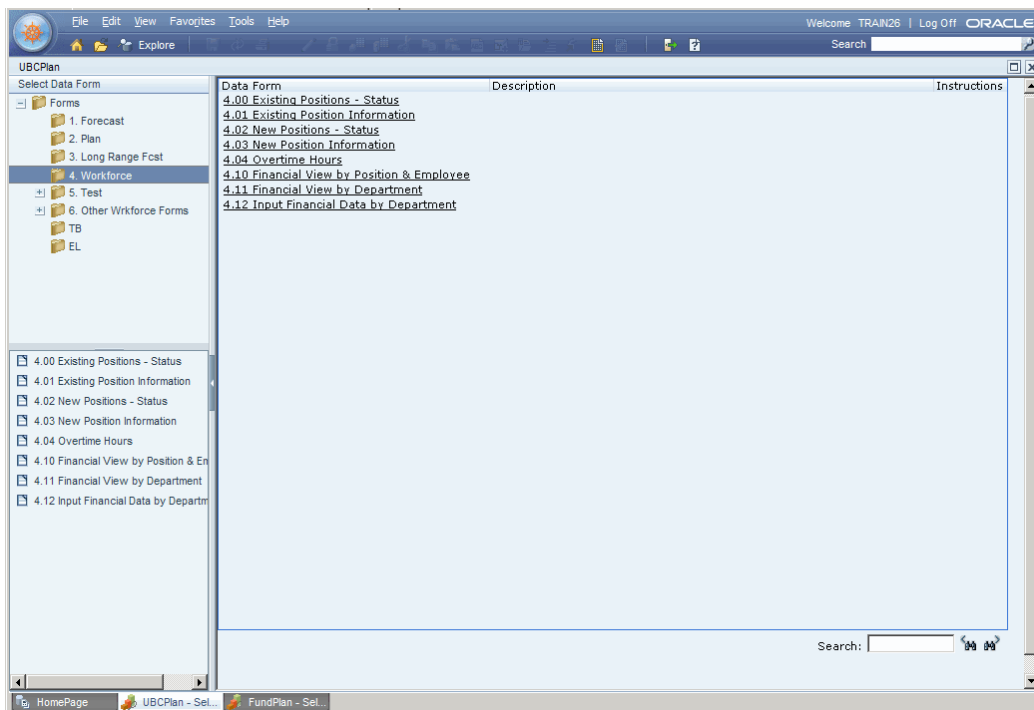 File Edit View Favorites Tools Help
Welcome TRAIN26 | Log Off ORACLE
Explore
Search
UBCPlan
Select Data Form
Forms
1. Forecast
2. Plan
3. Long Range Fcst
4. Workforce
5. Test
6. Other Wrkforce Forms
TB
EL
4.00 Existing Positions - Status
4.01 Existing Position Information
4.02 New Positions - Status
4.03 New Position Information
4.04 Overtime Hours
4.10 Financial View by Position & En
4.11 Financial View by Department
4.12 Input Financial Data by Departm
Data Form Description Instructions
4.00 Existing Positions - Status
4.01 Existing Position Information
4.02 New Positions - Status
4.03 New Position Information
4.04 Overtime Hours
4.10 Financial View by Position & Employee
4.11 Financial View by Department
4.12 Input Financial Data by Department
Search:
HomePage UBCPlan - Sel... FundPlan - Sel...